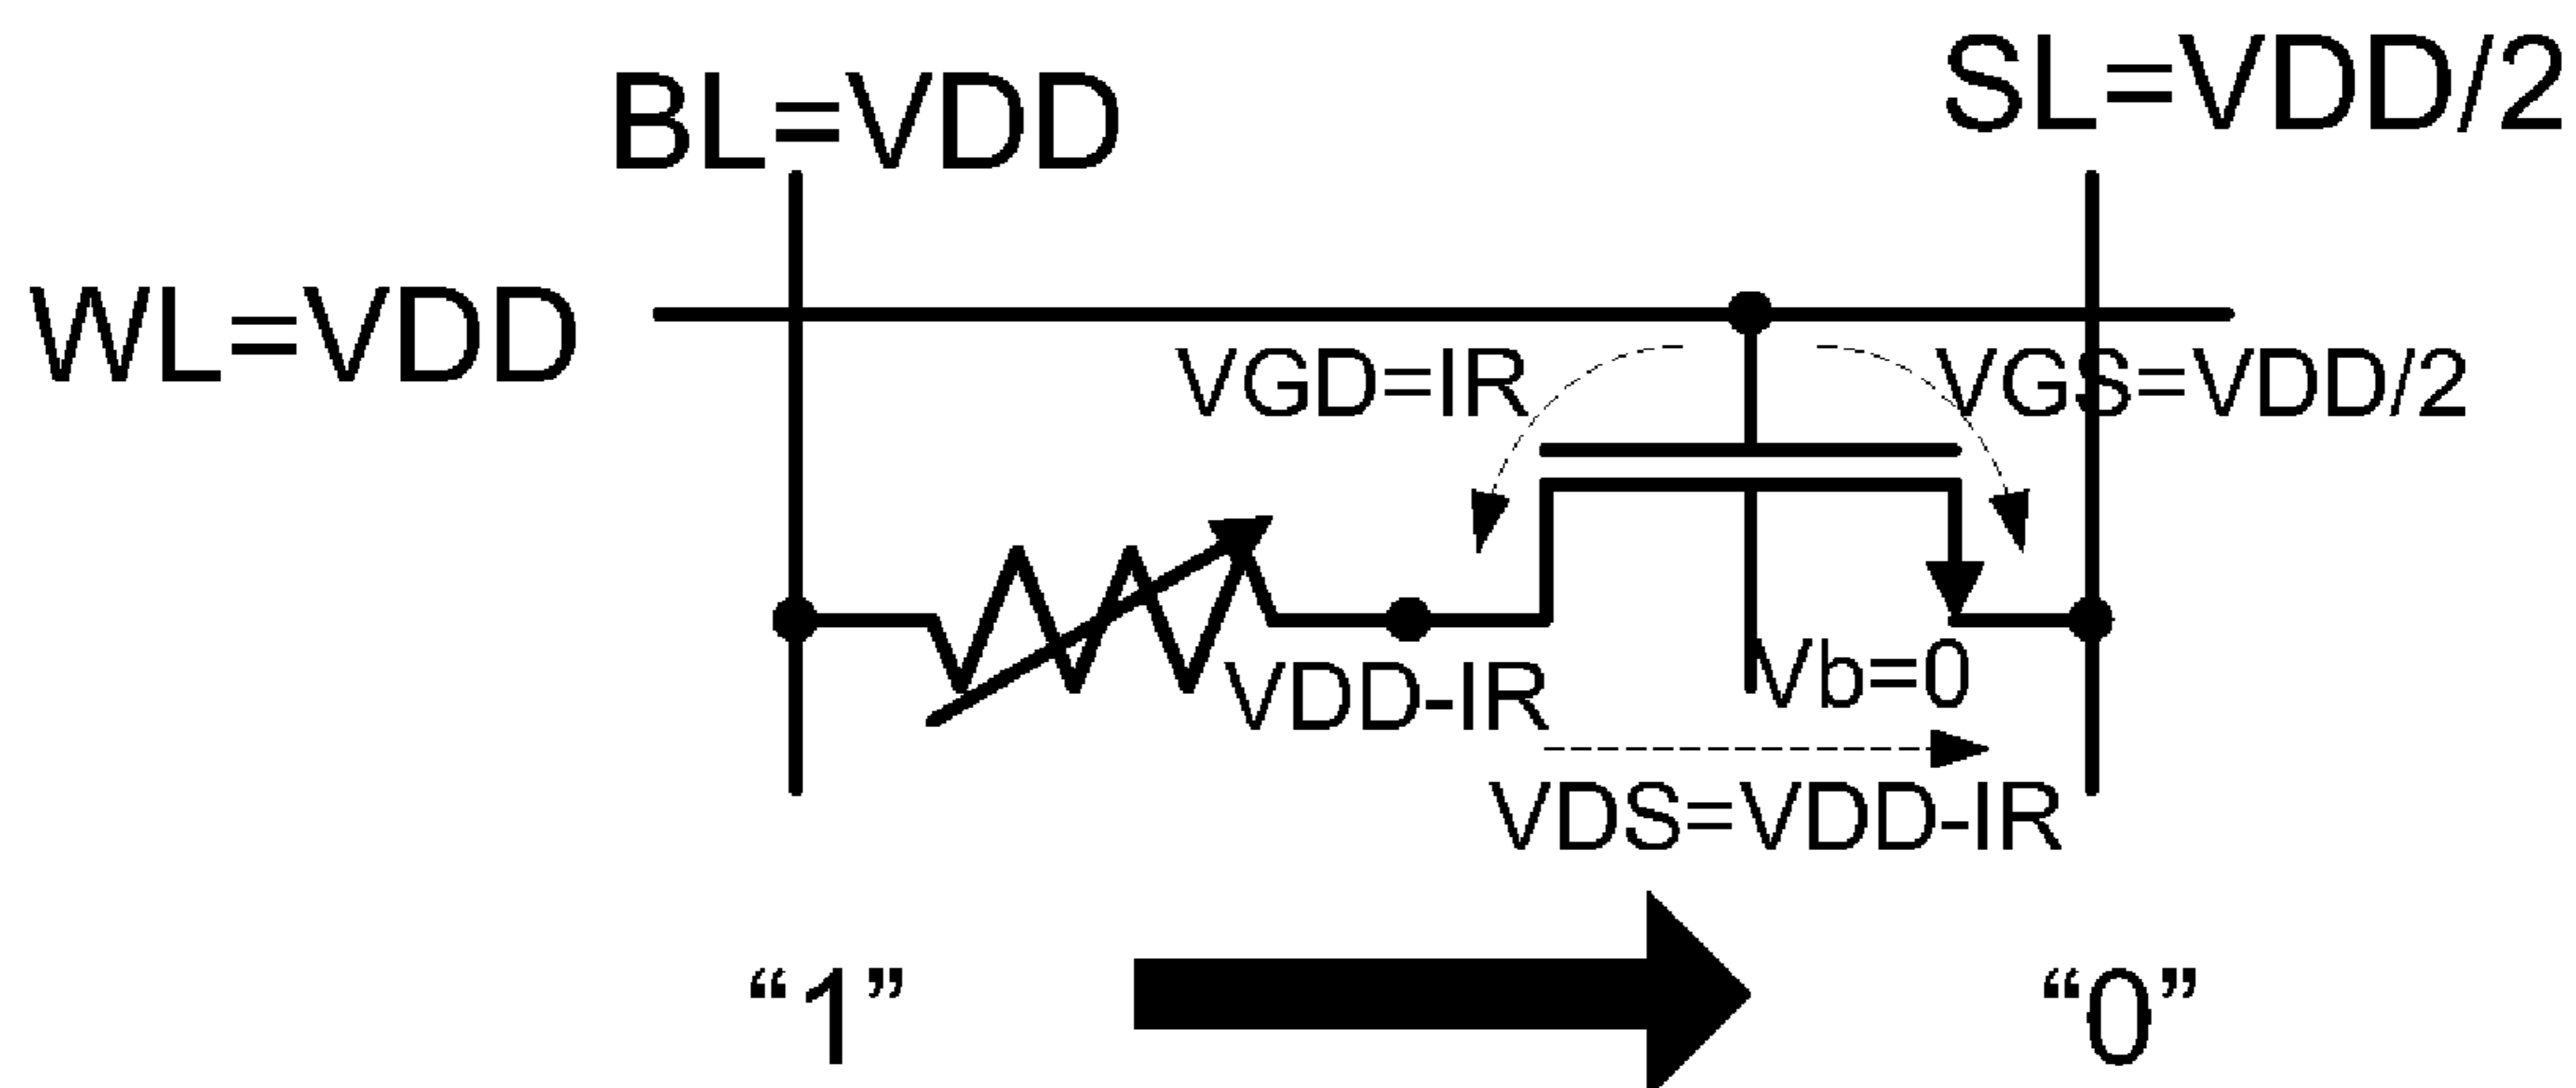 BL=VDD
SL=VDD/2
WL=VDD
VGD=IR
VGS=VDD/2
VDD-IR
Vb=0
VDS=VDD-IR
“1”
“0”